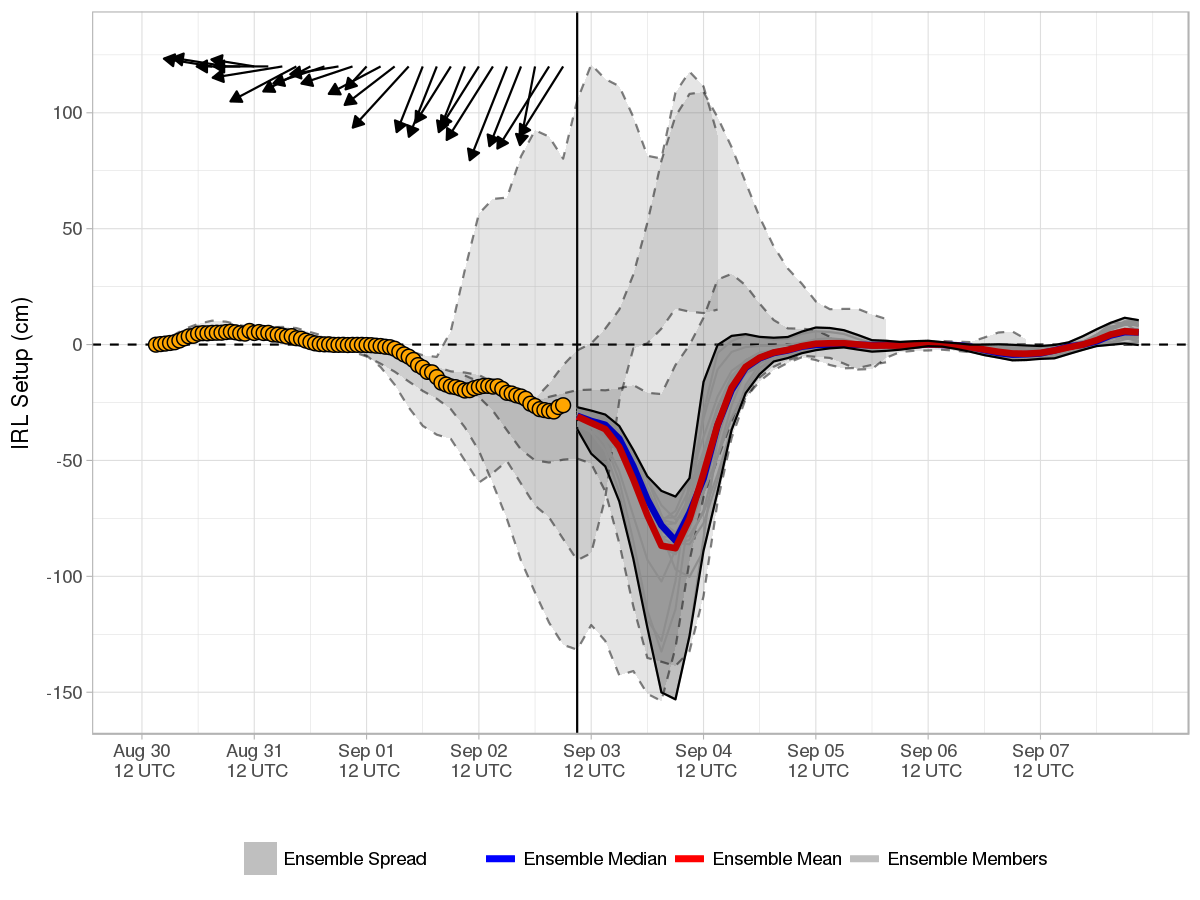 IRL Setup (cm)
100
50
0
-50
-100
-150
Aug 30 Aug 31 Sep 01 Sep 02 Sep 03 Sep 04 Sep 05 Sep 06 Sep 07
12 UTC 12 UTC 12 UTC 12 UTC 12 UTC 12 UTC 12 UTC 12 UTC 12 UTC
Ensemble Spread Ensemble Median Ensemble Mean Ensemble Members